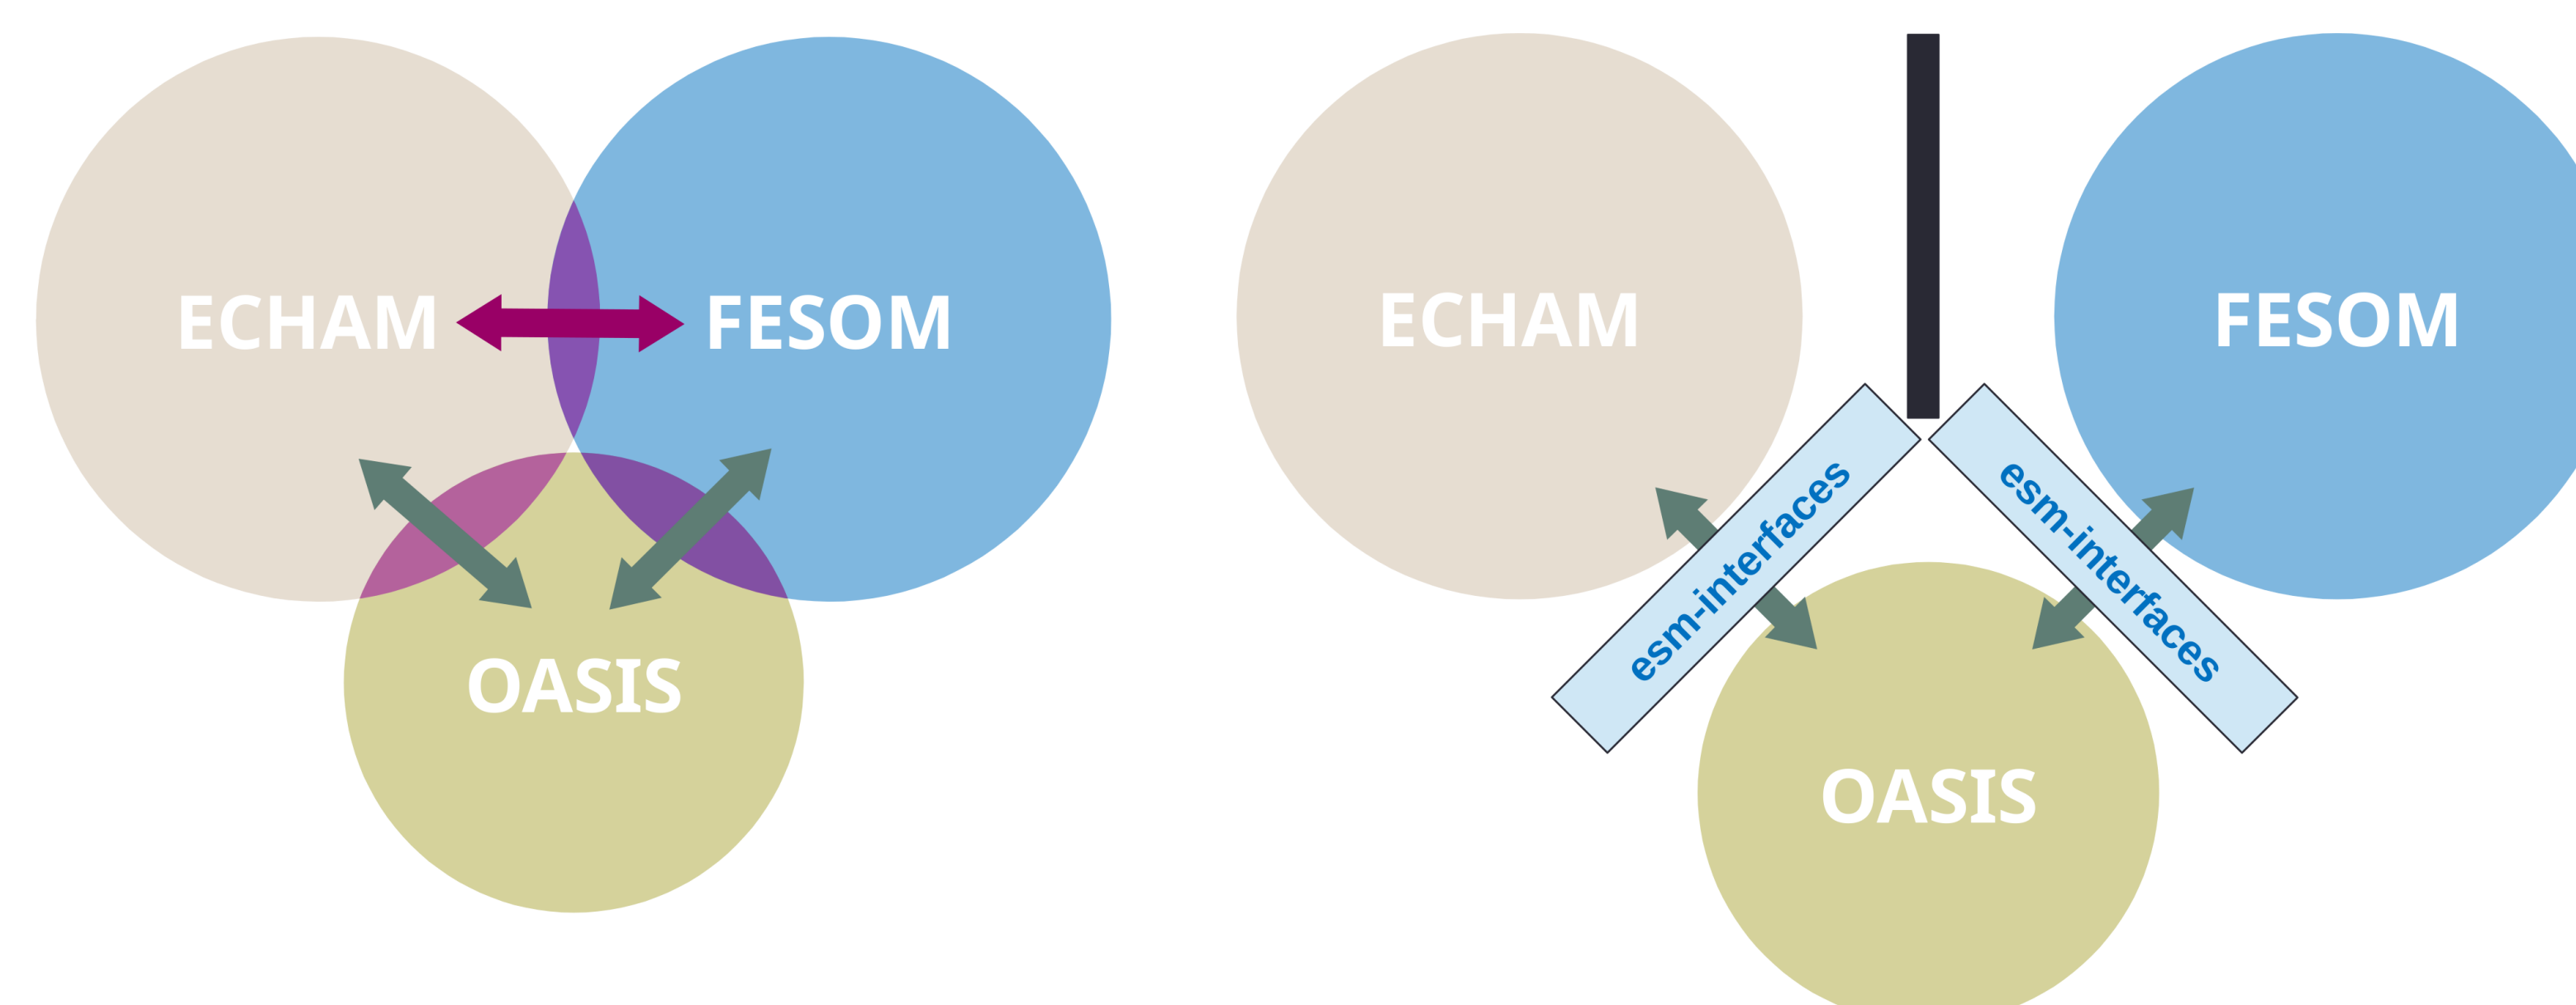 ECHAM
FESOM
OASIS
ECHAM
FESOM
esm-interfaces
esm-interfaces
OASIS